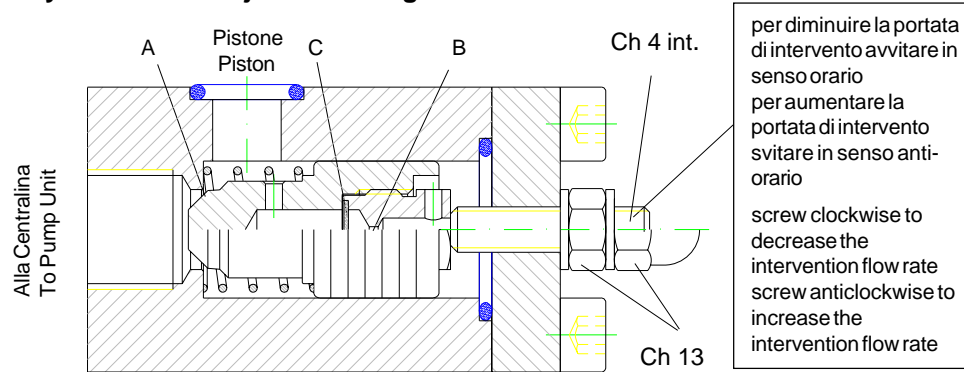 A
Pistone
Piston
C
B
Ch 4 int.
Alla Centralina
To Pump Unit
Ch 13
per diminuire la portata
di intervento avvitare in
senso orario
per aumentare la
portata di intervento
svitare in senso anti-
orario
screw clockwise to
decrease the
intervention flow rate
screw anticlockwise to
increase the
intervention flow rate